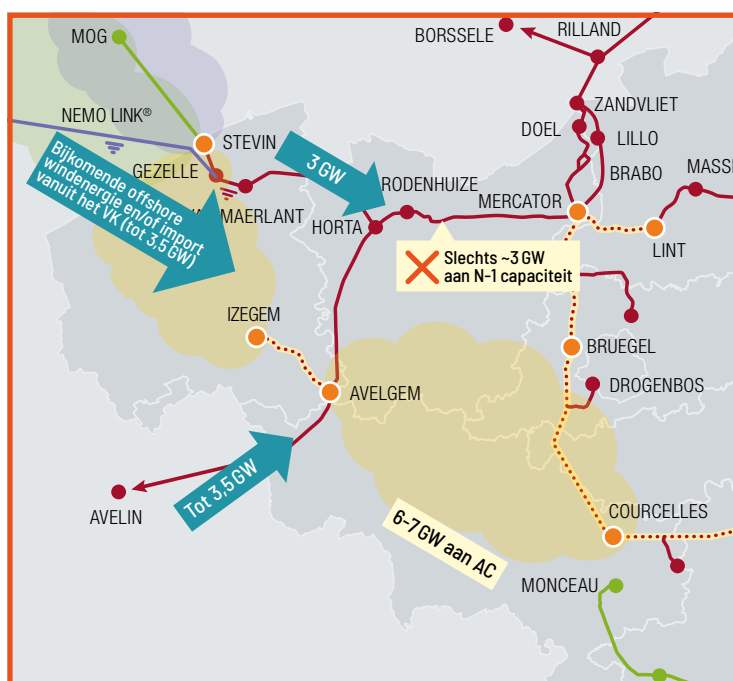 BORSSELE
RILLAND
MOG
NEMO LINK®
STEVIN
ZANDVLIET
DOEL
LILLO
BRABO
GEZELLE
3 GW
Bijkomende offshore
windenergie en/of import
vanuit het VK (tot 3,5 GW)
MAERLANT
RODENHUIZE
MERCATOR
MASS
HORTA
LINT
Slechts ~3 GW
aan N-1 capaciteit
IZEGEM
BRUEGEL
AVELGEM
DROGENBOS
Tot 3,5 GW
AVELIN
6-7 GW aan AC
COURCELLES
MONCEAU